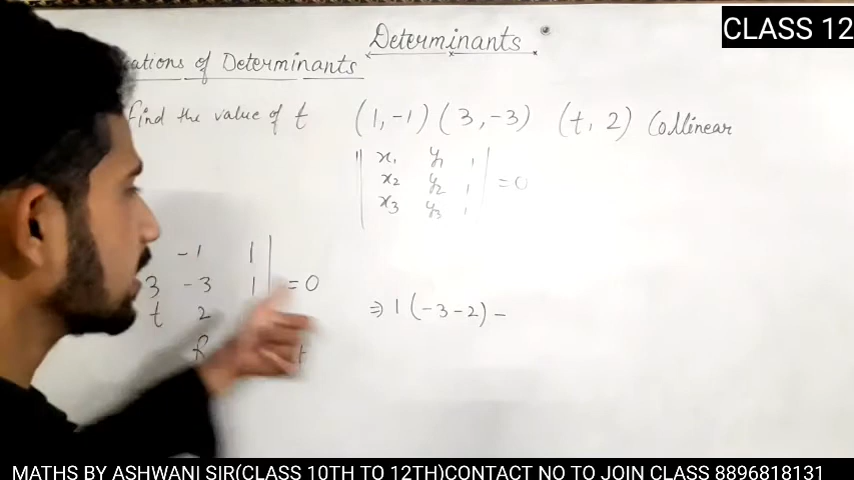 Determinants
CLASS 12
cations of Determinants
find the value of t (1,-1) (3,-3) (t, 2) Collinear
x₁ y₁ 1
x₂ y₂ 1 = 0
x₃ y₃ 1
-1 1
3 -3 1 = 0
t 2
⇒ 1 (-3-2) -
MATHS BY ASHWANI SIR(CLASS 10TH TO 12TH)CONTACT NO TO JOIN CLASS 8896818131